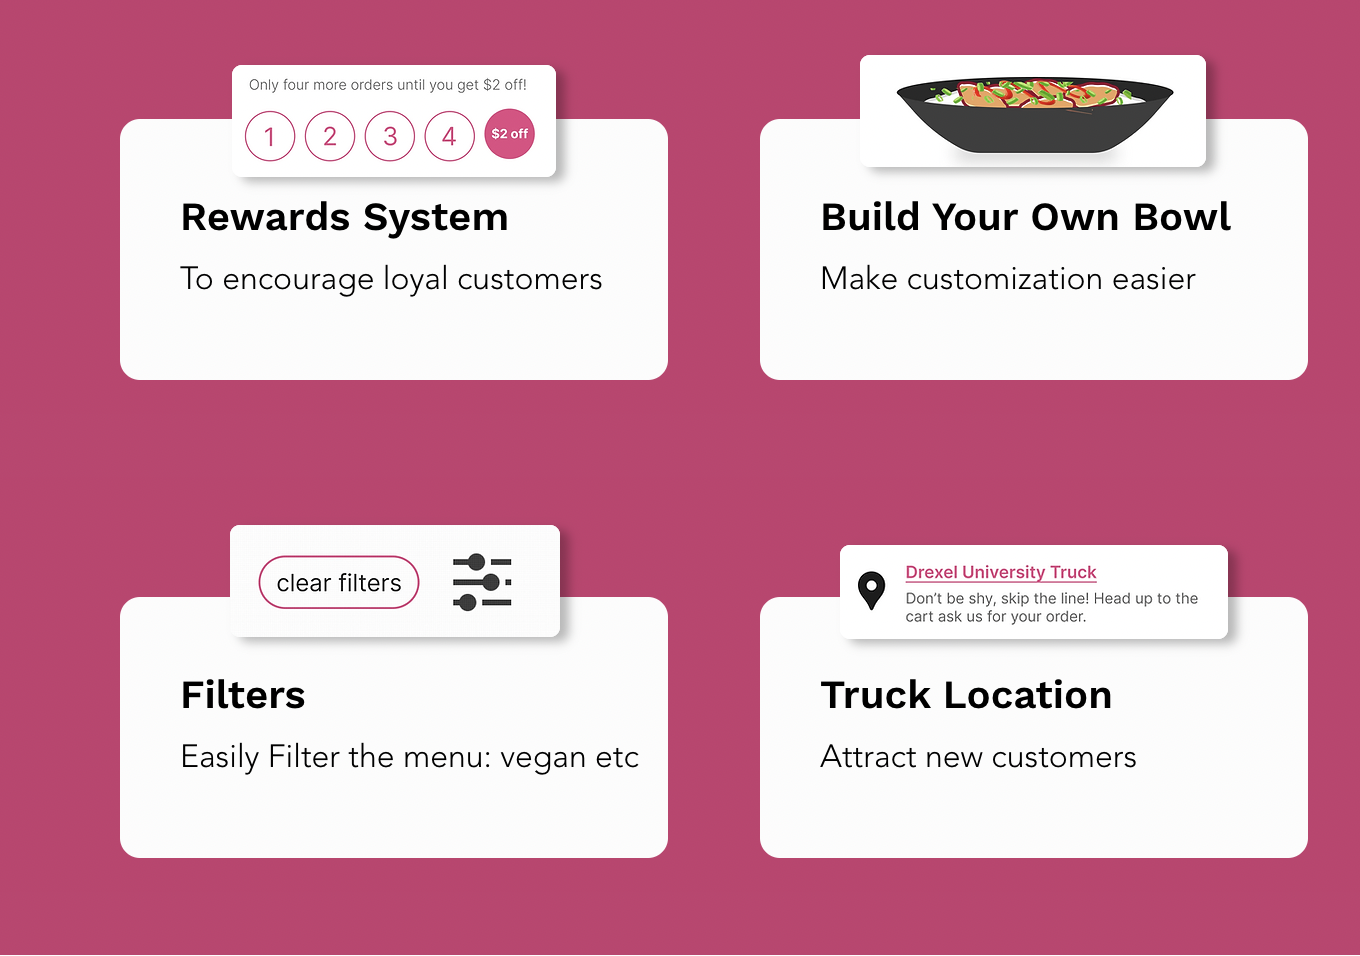 Only four more orders until you get $2 off!
1 2 3 4 $2 off
Rewards System
To encourage loyal customers
Build Your Own Bowl
Make customization easier
clear filters
Filters
Easily Filter the menu: vegan etc
Drexel University Truck
Don't be shy, skip the line! Head up to the
cart ask us for your order.
Truck Location
Attract new customers